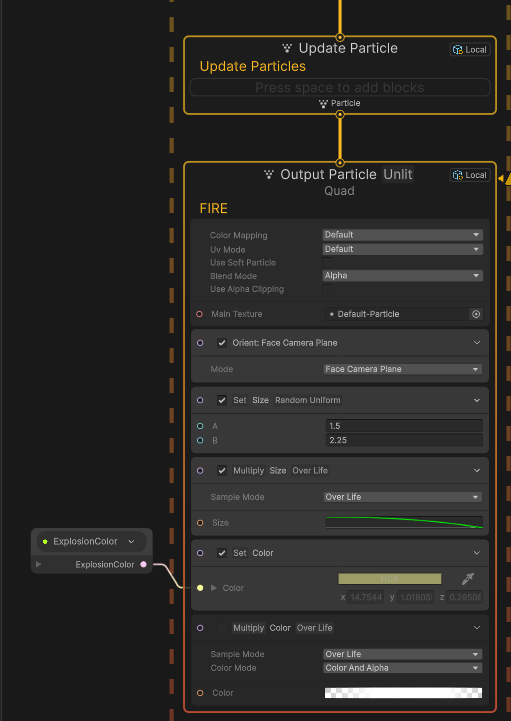 Update Particle
Local
Update Particles
Press space to add blocks
Particle
Output Particle Unlit
Local
Quad
FIRE
Color Mapping Default
Uv Mode Default
Use Soft Particle
Blend Mode Alpha
Use Alpha Clipping
Main Texture Default-Particle
Orient: Face Camera Plane
Mode Face Camera Plane
Set Size Random Uniform
A 1.5
B 2.25
Multiply Size Over Life
Sample Mode Over Life
Size
ExplosionColor
ExplosionColor
Set Color
HDR
Color
x 14.7544 y 1.01805 z 0.29506
Multiply Color Over Life
Sample Mode Over Life
Color Mode Color And Alpha
Color